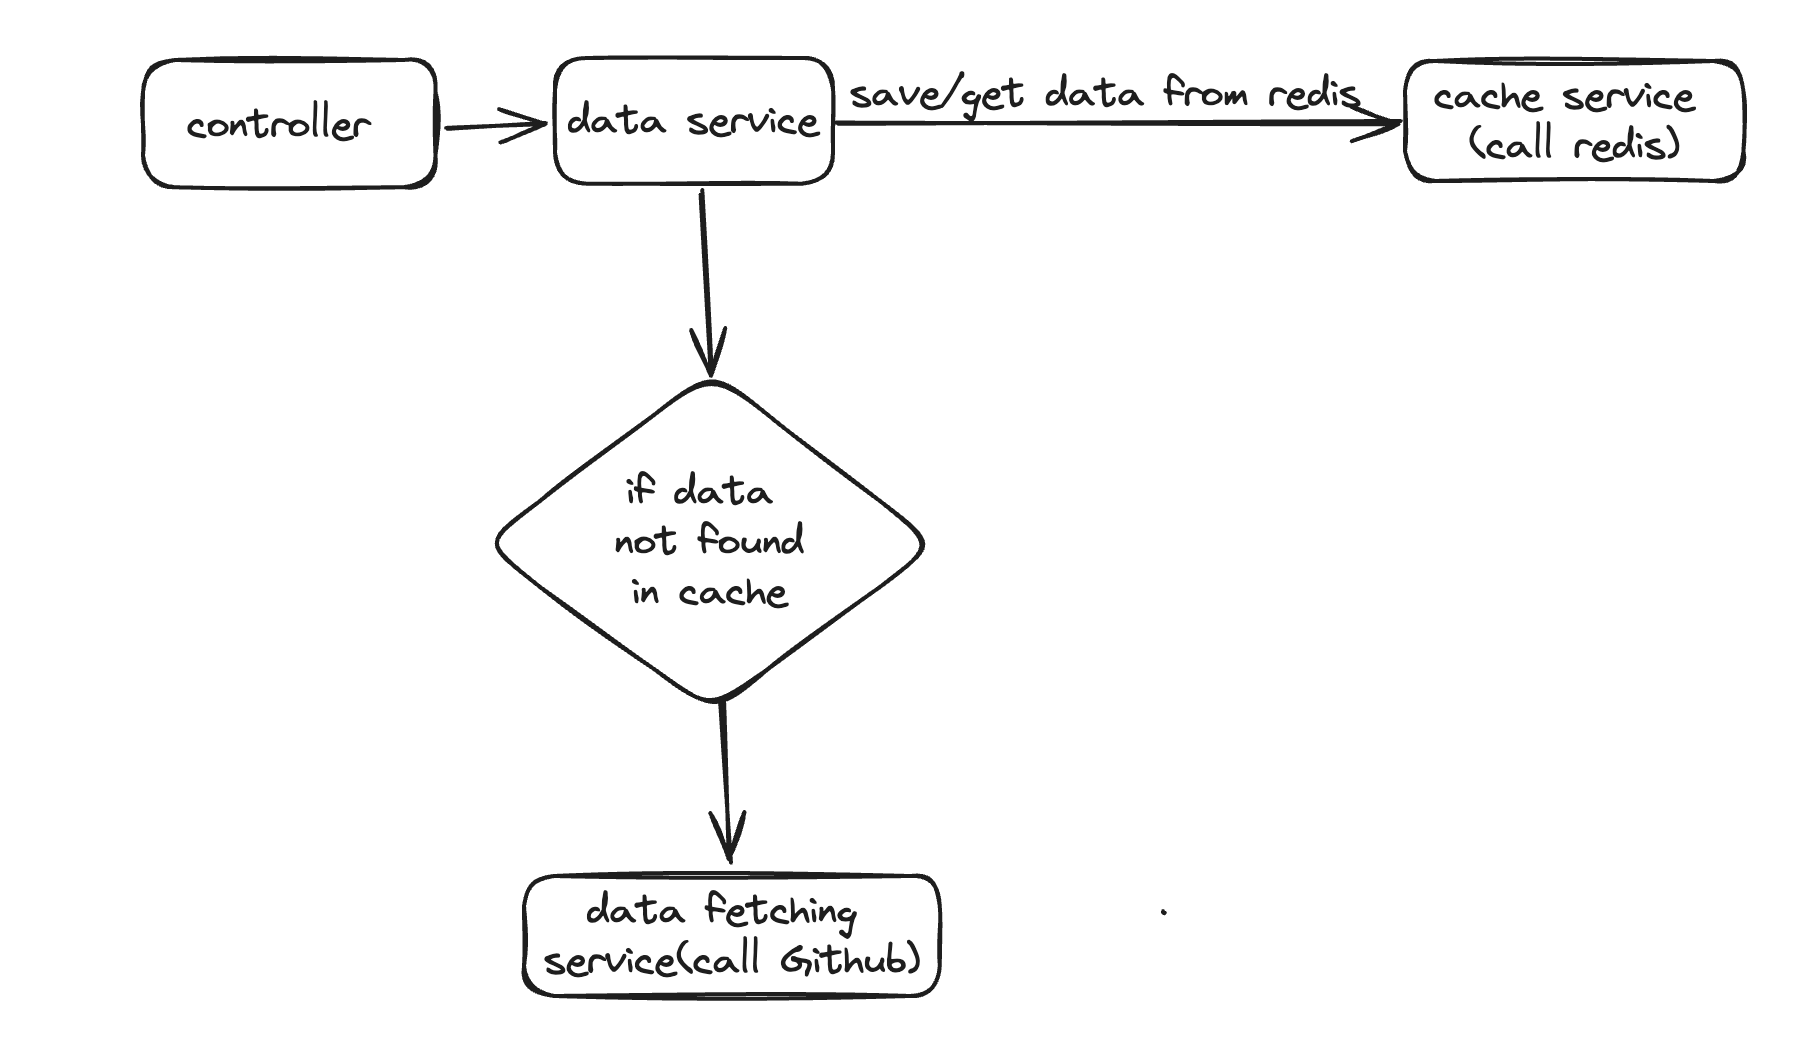 controller
data service
save/get data from redis
cache service
(call redis)
if data
not found
in cache
data fetching
service(call Github)